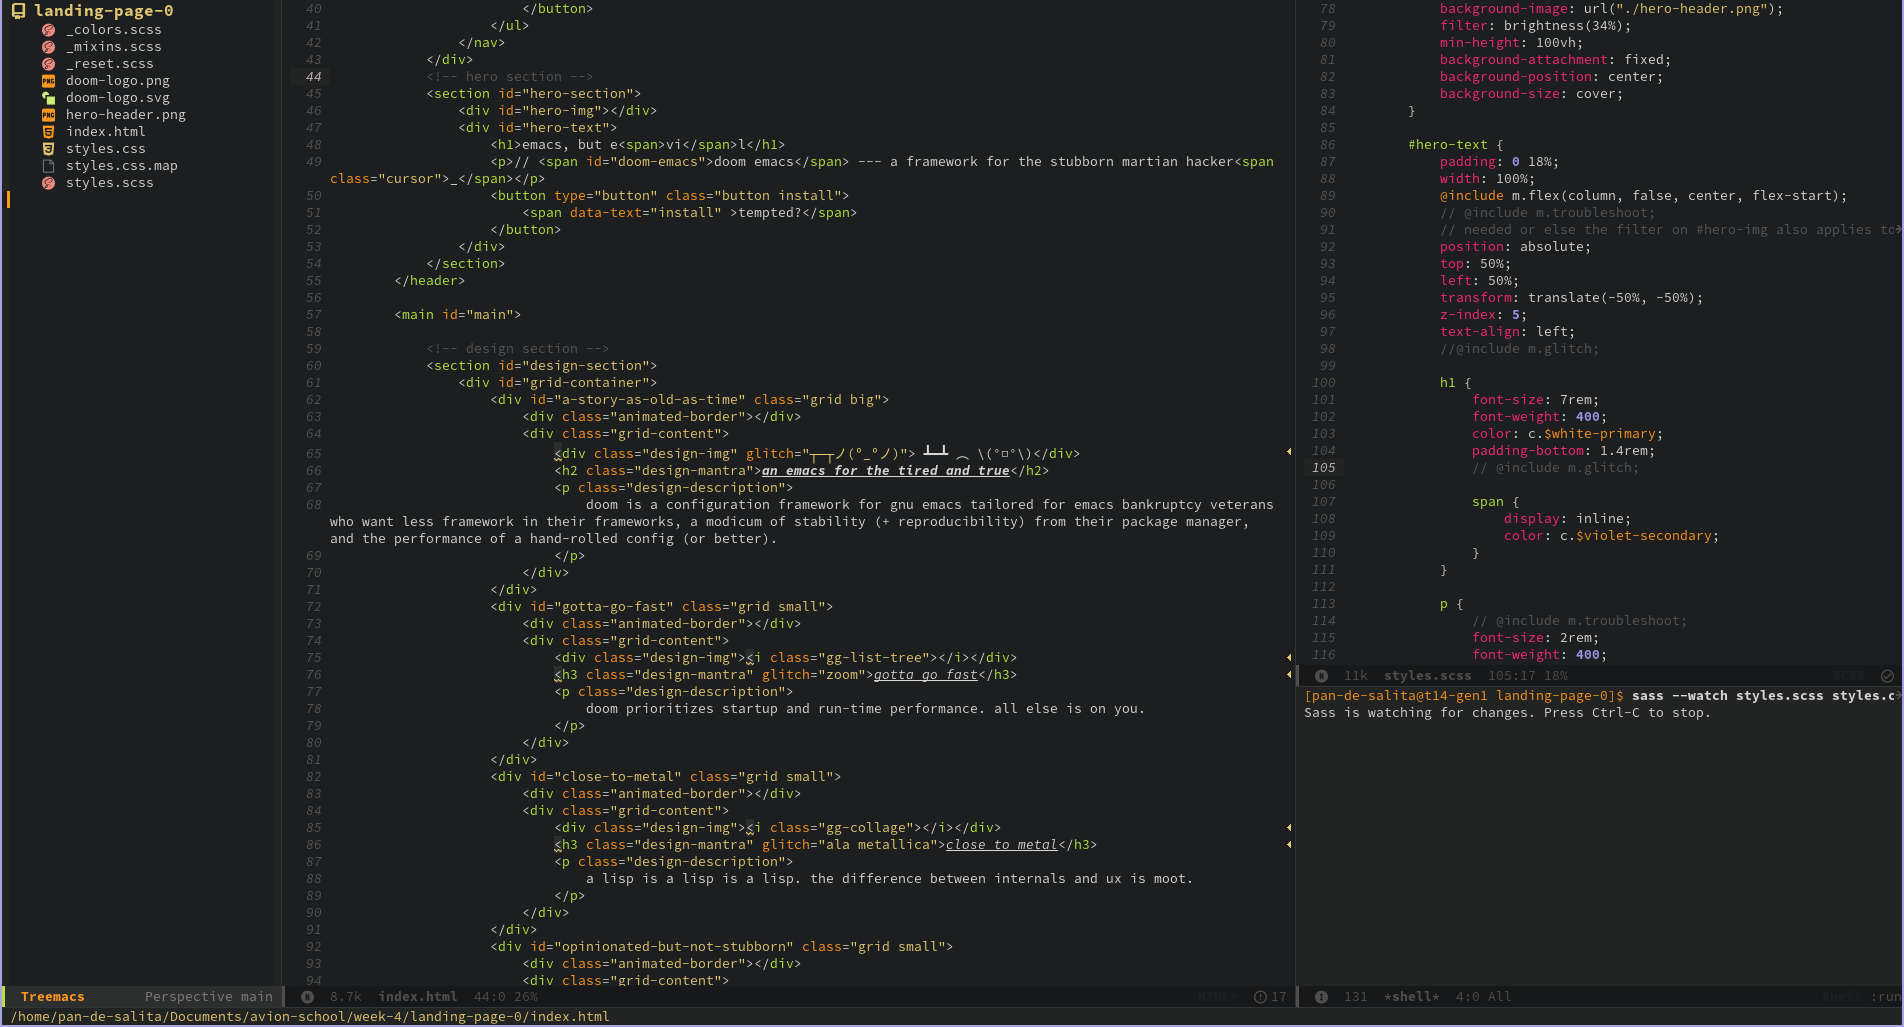 landing-page-0
_colors.scss
_mixins.scss
_reset.scss
doom-logo.png
doom-logo.svg
hero-header.png
index.html
styles.css
styles.css.map
styles.scss
Treemacs Perspective main
40 </button>
41 </ul>
42 </nav>
43 </div>
44 <!-- hero section -->
45 <section id="hero-section">
46 <div id="hero-img"></div>
47 <div id="hero-text">
48 <h1>emacs, but e<span>vi</span>l</h1>
49 <p>// <span id="doom-emacs">doom emacs</span> --- a framework for the stubborn martian hacker<span
class="cursor">_</span></p>
50 <button type="button" class="button install">
51 <span data-text="install" >tempted?</span>
52 </button>
53 </div>
54 </section>
55 </header>
56
57 <main id="main">
58
59 <!-- design section -->
60 <section id="design-section">
61 <div id="grid-container">
62 <div id="a-story-as-old-as-time" class="grid big">
63 <div class="animated-border"></div>
64 <div class="grid-content">
65 <div class="design-img" glitch="┬─┬ノ(°_°ノ)"> ┻━┻ ︵ \(°□°\)</div>
66 <h2 class="design-mantra">an emacs for the tired and true</h2>
67 <p class="design-description">
68 doom is a configuration framework for gnu emacs tailored for emacs bankruptcy veterans
who want less framework in their frameworks, a modicum of stability (+ reproducibility) from their package manager,
and the performance of a hand-rolled config (or better).
69 </p>
70 </div>
71 </div>
72 <div id="gotta-go-fast" class="grid small">
73 <div class="animated-border"></div>
74 <div class="grid-content">
75 <div class="design-img"><i class="gg-list-tree"></i></div>
76 <h3 class="design-mantra" glitch="zoom">gotta go fast</h3>
77 <p class="design-description">
78 doom prioritizes startup and run-time performance. all else is on you.
79 </p>
80 </div>
81 </div>
82 <div id="close-to-metal" class="grid small">
83 <div class="animated-border"></div>
84 <div class="grid-content">
85 <div class="design-img"><i class="gg-collage"></i></div>
86 <h3 class="design-mantra" glitch="ala metallica">close to metal</h3>
87 <p class="design-description">
88 a lisp is a lisp is a lisp. the difference between internals and ux is moot.
89 </p>
90 </div>
91 </div>
92 <div id="opinionated-but-not-stubborn" class="grid small">
93 <div class="animated-border"></div>
94 <div class="grid-content">
8.7k index.html 44:0 26% HTML+ 17
78 background-image: url("./hero-header.png");
79 filter: brightness(34%);
80 min-height: 100vh;
81 background-attachment: fixed;
82 background-position: center;
83 background-size: cover;
84 }
85
86 #hero-text {
87 padding: 0 18%;
88 width: 100%;
89 @include m.flex(column, false, center, flex-start);
90 // @include m.troubleshoot;
91 // needed or else the filter on #hero-img also applies to
92 position: absolute;
93 top: 50%;
94 left: 50%;
95 transform: translate(-50%, -50%);
96 z-index: 5;
97 text-align: left;
98 //@include m.glitch;
99
100 h1 {
101 font-size: 7rem;
102 font-weight: 400;
103 color: c.$white-primary;
104 padding-bottom: 1.4rem;
105 // @include m.glitch;
106
107 span {
108 display: inline;
109 color: c.$violet-secondary;
110 }
111 }
112
113 p {
114 // @include m.troubleshoot;
115 font-size: 2rem;
116 font-weight: 400;
11k styles.scss 105:17 18% SCSS
[pan-de-salita@t14-gen1 landing-page-0]$ sass --watch styles.scss styles.c
Sass is watching for changes. Press Ctrl-C to stop.
131 *shell* 4:0 All Shell :run
/home/pan-de-salita/Documents/avion-school/week-4/landing-page-0/index.html